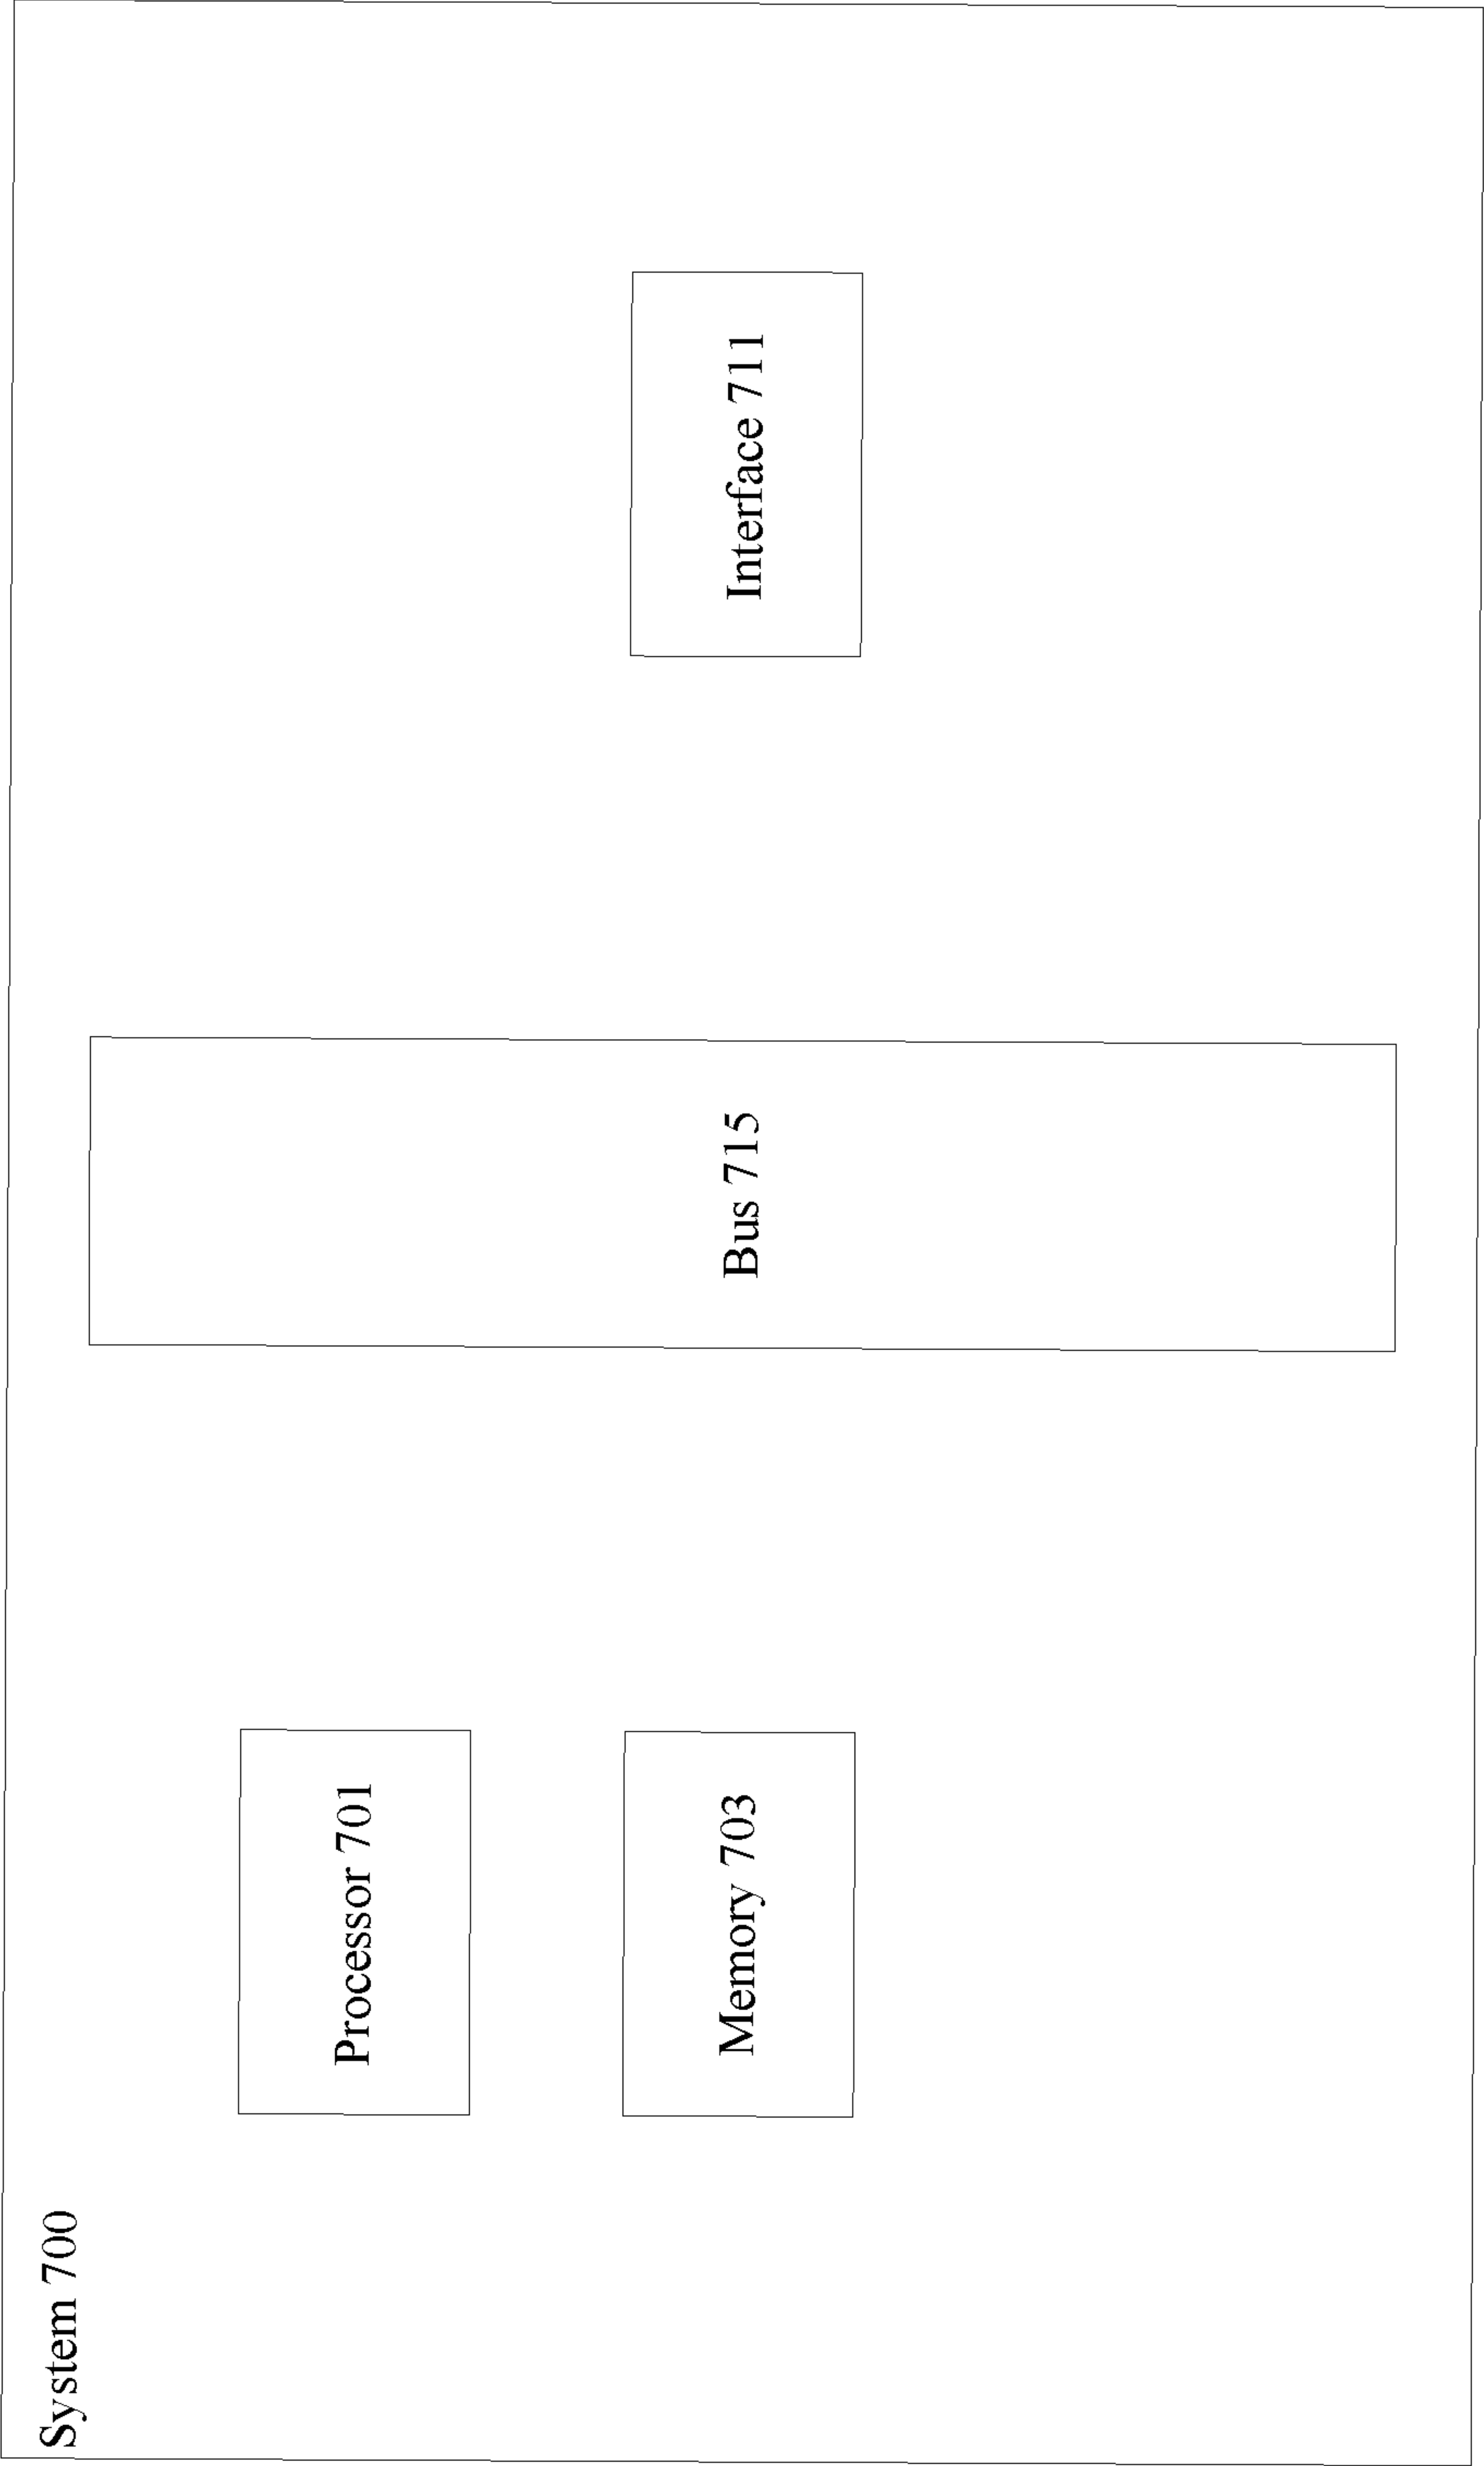 System 700
Processor 701
Memory 703
Bus 715
Interface 711